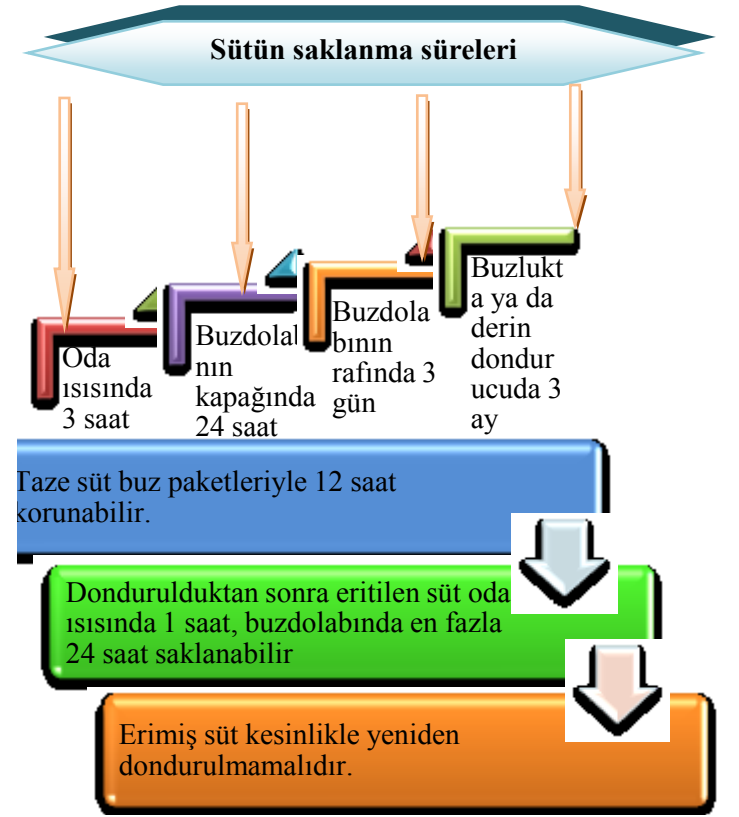 Sütün saklanma süreleri
Oda
ısısında
3 saat
Buzdolabı
nın
kapağında
24 saat
Buzdola
bının
rafında 3
gün
Buzlukt
a ya da
derin
dondur
ucuda 3
ay
Taze süt buz paketleriyle 12 saat
korunabilir.
Dondurulduktan sonra eritilen süt oda
ısısında 1 saat, buzdolabında en fazla
24 saat saklanabilir
Erimiş süt kesinlikle yeniden
dondurulmamalıdır.